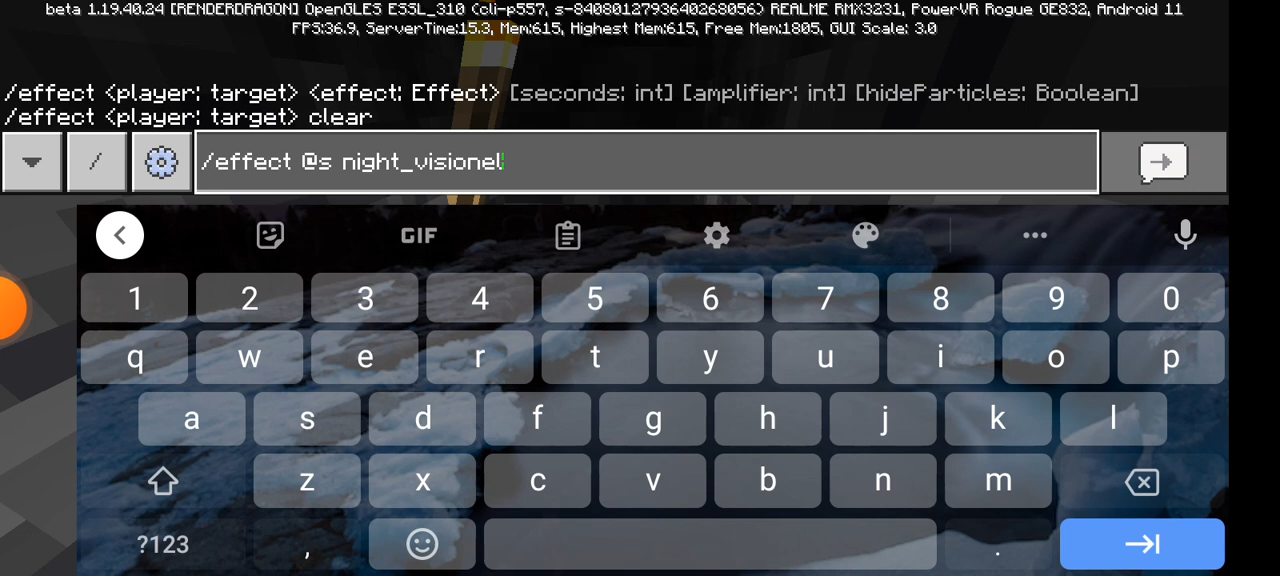 beta 1.19.40.24 [RENDERDRAGON] OpenGLES ESSL_310 (cli-p557, s-8408012793640268056) REALME RMX3231, PowerVR Rogue GE832, Android 11
FPS:36.9, ServerTime:15.3, Mem:615, Highest Mem:615, Free Mem:1805, GUI Scale: 3.0
/effect <player: target> <effect: Effect> [seconds: int] [amplifier: int] [hideParticles: Boolean]
/effect <player: target> clear
/ /effect @s night_visionel
GIF
1 2 3 4 5 6 7 8 9 0
q w e r t y u i o p
a s d f g h j k l
z x c v b n m
?123 , .